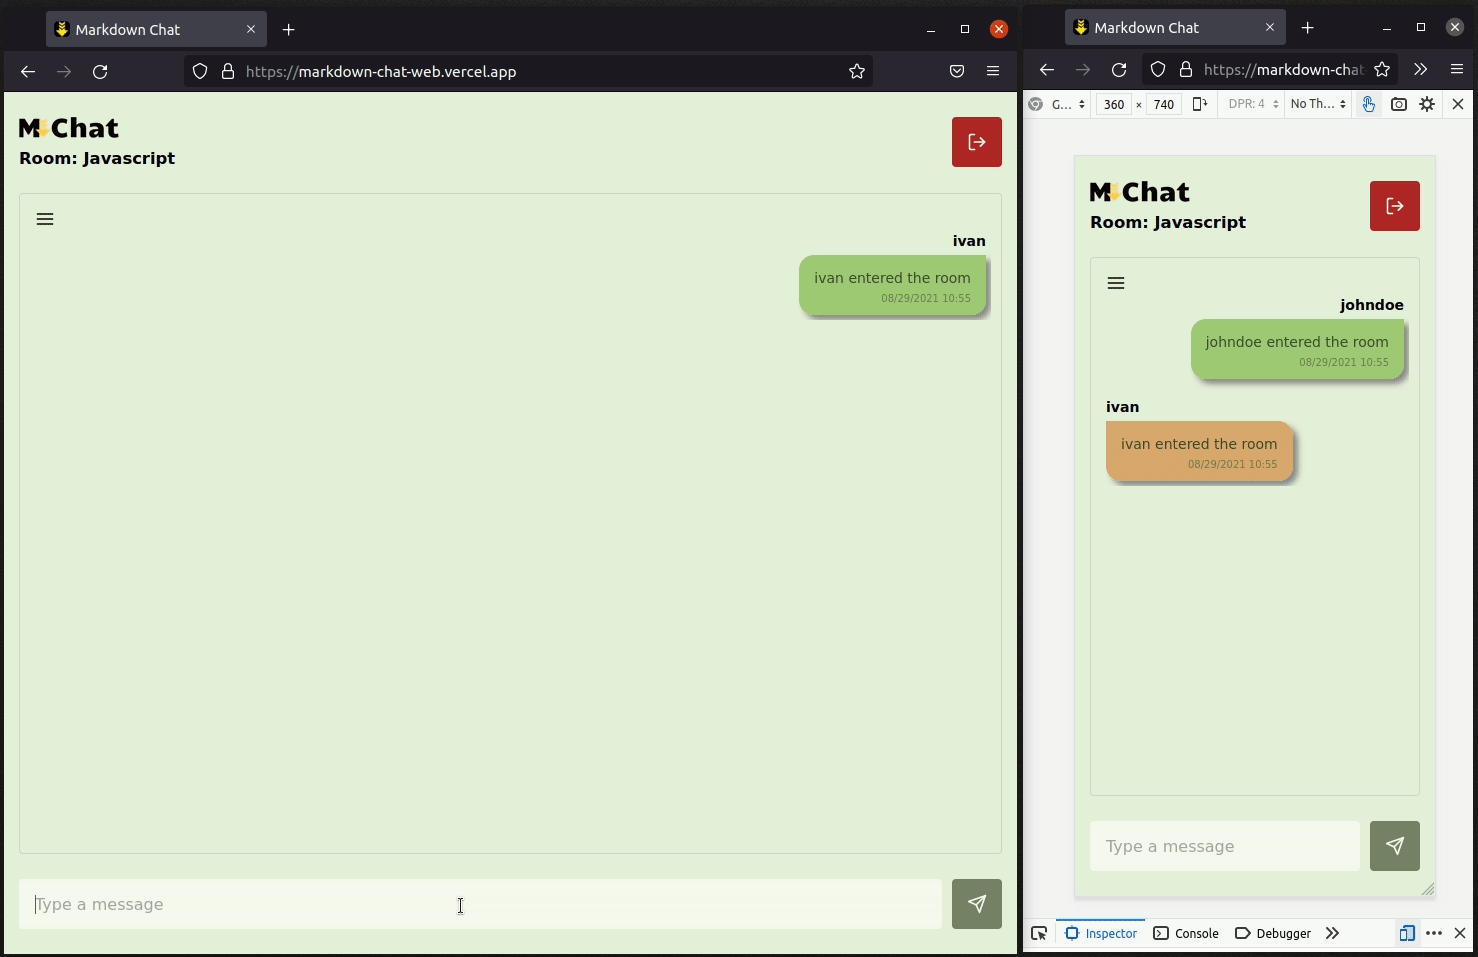 Markdown Chat
https://markdown-chat-web.vercel.app
M Chat
Room: Javascript
ivan
ivan entered the room
08/29/2021 10:55
Type a message
Markdown Chat
https://markdown-chat
G... 360 × 740 DPR: 4 No Th...
M Chat
Room: Javascript
johndoe
johndoe entered the room
08/29/2021 10:55
ivan
ivan entered the room
08/29/2021 10:55
Type a message
Inspector Console Debugger